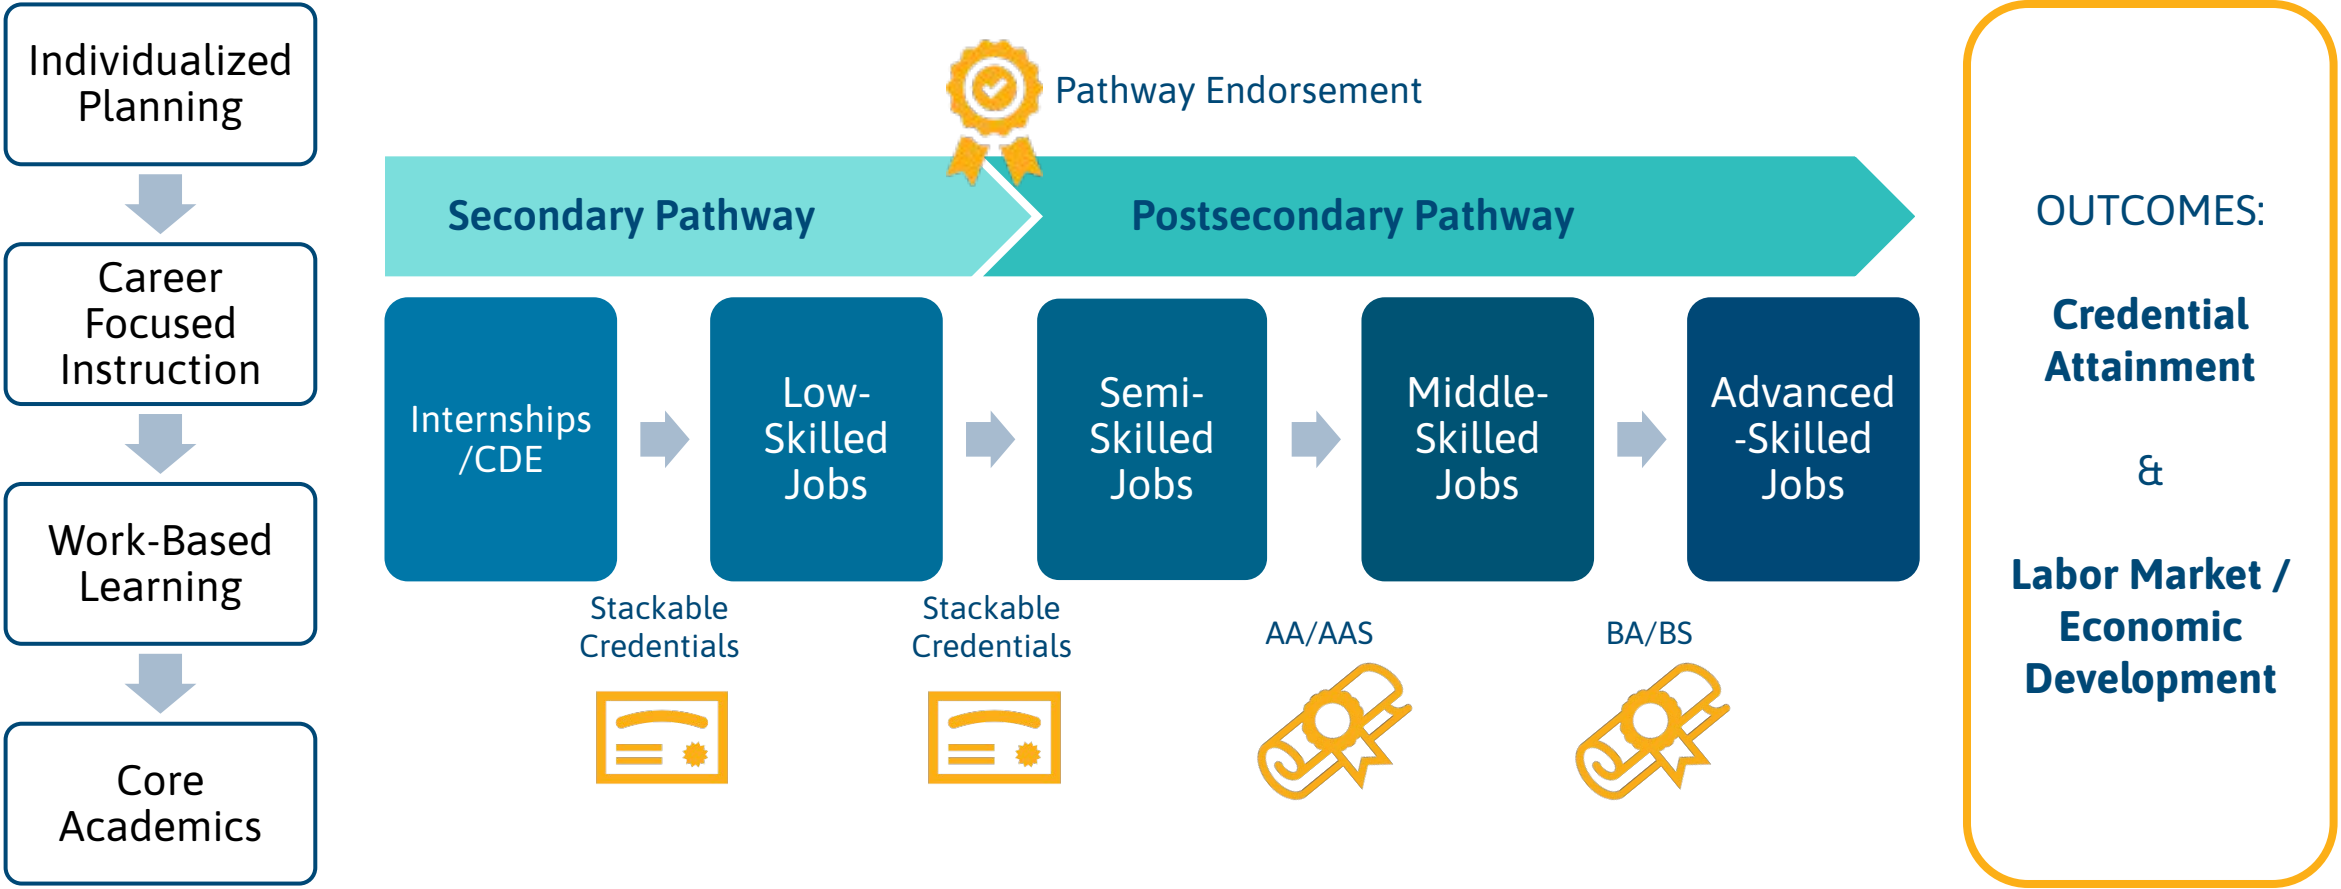 Individualized
Planning
Career
Focused
Instruction
Work-Based
Learning
Core
Academics
Pathway Endorsement
Secondary Pathway
Postsecondary Pathway
Internships
/CDE
Low-
Skilled
Jobs
Semi-
Skilled
Jobs
Middle-
Skilled
Jobs
Advanced
-Skilled
Jobs
Stackable
Credentials
Stackable
Credentials
AA/AAS
BA/BS
OUTCOMES:
Credential
Attainment
&
Labor Market /
Economic
Development